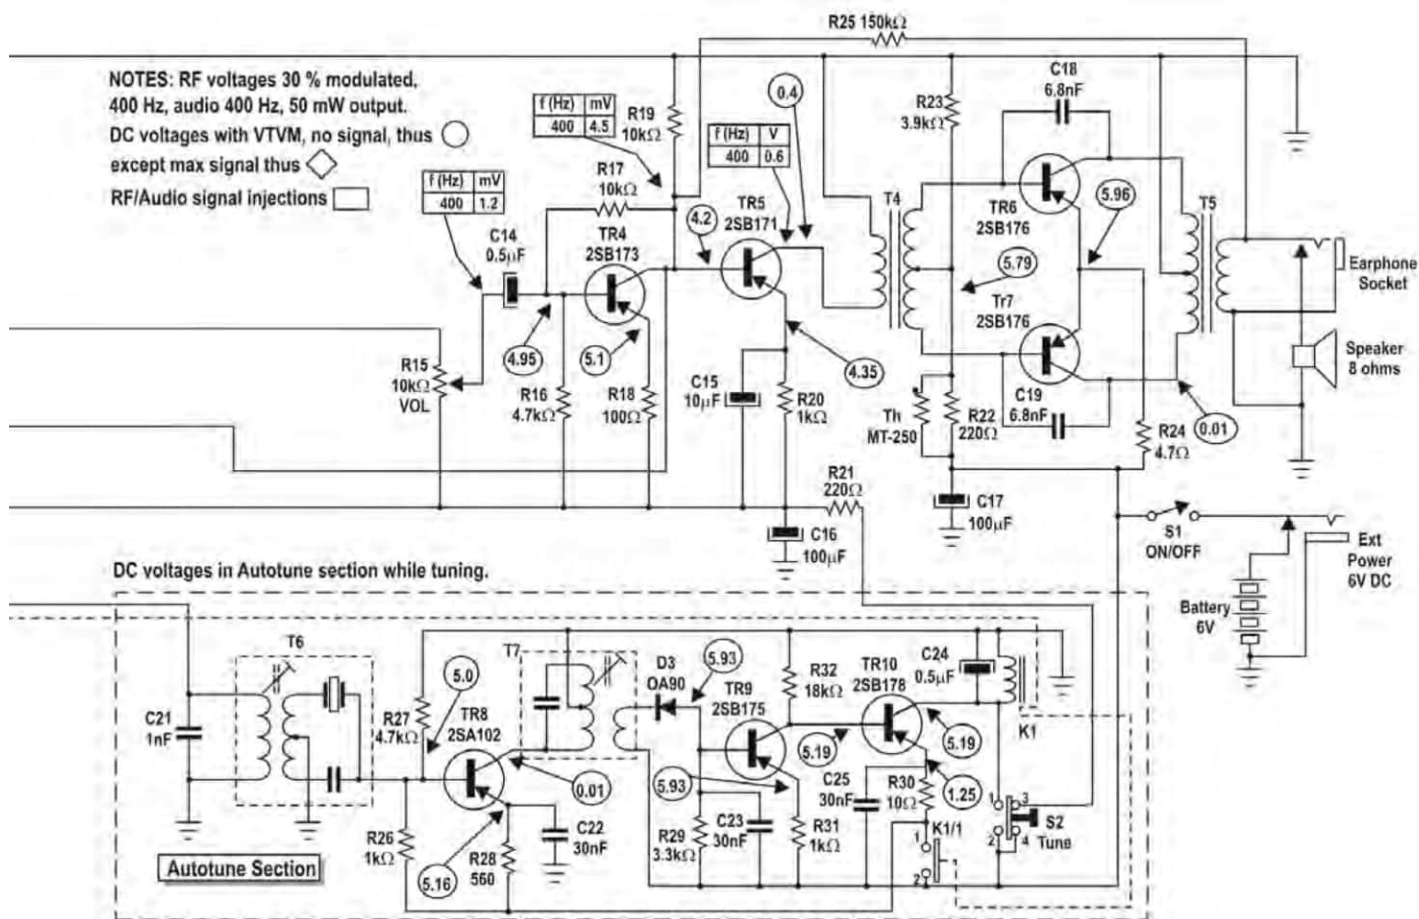 R25 150kΩ
NOTES: RF voltages 30 % modulated,
400 Hz, audio 400 Hz, 50 mW output.
DC voltages with VTVM, no signal, thus
except max signal thus
RF/Audio signal injections
f (Hz) mV
400 1.2
f (Hz) mV
400 4.5
R19
10kΩ
f (Hz) V
400 0.6
0.4
R23
3.9kΩ
C18
6.8nF
R17
10kΩ
C14
0.5µF
TR4
2SB173
4.2
TR5
2SB171
T4
TR6
2SB176
5.96
T5
5.79
Tr7
2SB176
Earphone
Socket
Speaker
8 ohms
R15
10kΩ
VOL
4.95
5.1
4.35
R16
4.7kΩ
R18
100Ω
C15
10µF
R20
1kΩ
Th
MT-250
R22
220Ω
C19
6.8nF
R24
4.7Ω
0.01
R21
220Ω
C16
100µF
C17
100µF
S1
ON/OFF
Ext
Power
6V DC
Battery
6V
DC voltages in Autotune section while tuning.
T6
C21
1nF
R27
4.7kΩ
5.0
TR8
2SA102
T7
D3
OA90
5.93
TR9
2SB175
R32
18kΩ
TR10
2SB178
C24
0.5µF
K1
5.19
5.19
0.01
5.93
C25
30nF
R30
10Ω
1.25
R26
1kΩ
5.16
R28
560
C22
30nF
R29
3.3kΩ
C23
30nF
R31
1kΩ
K1/1
1
2
1 3
2 4
S2
Tune
Autotune Section